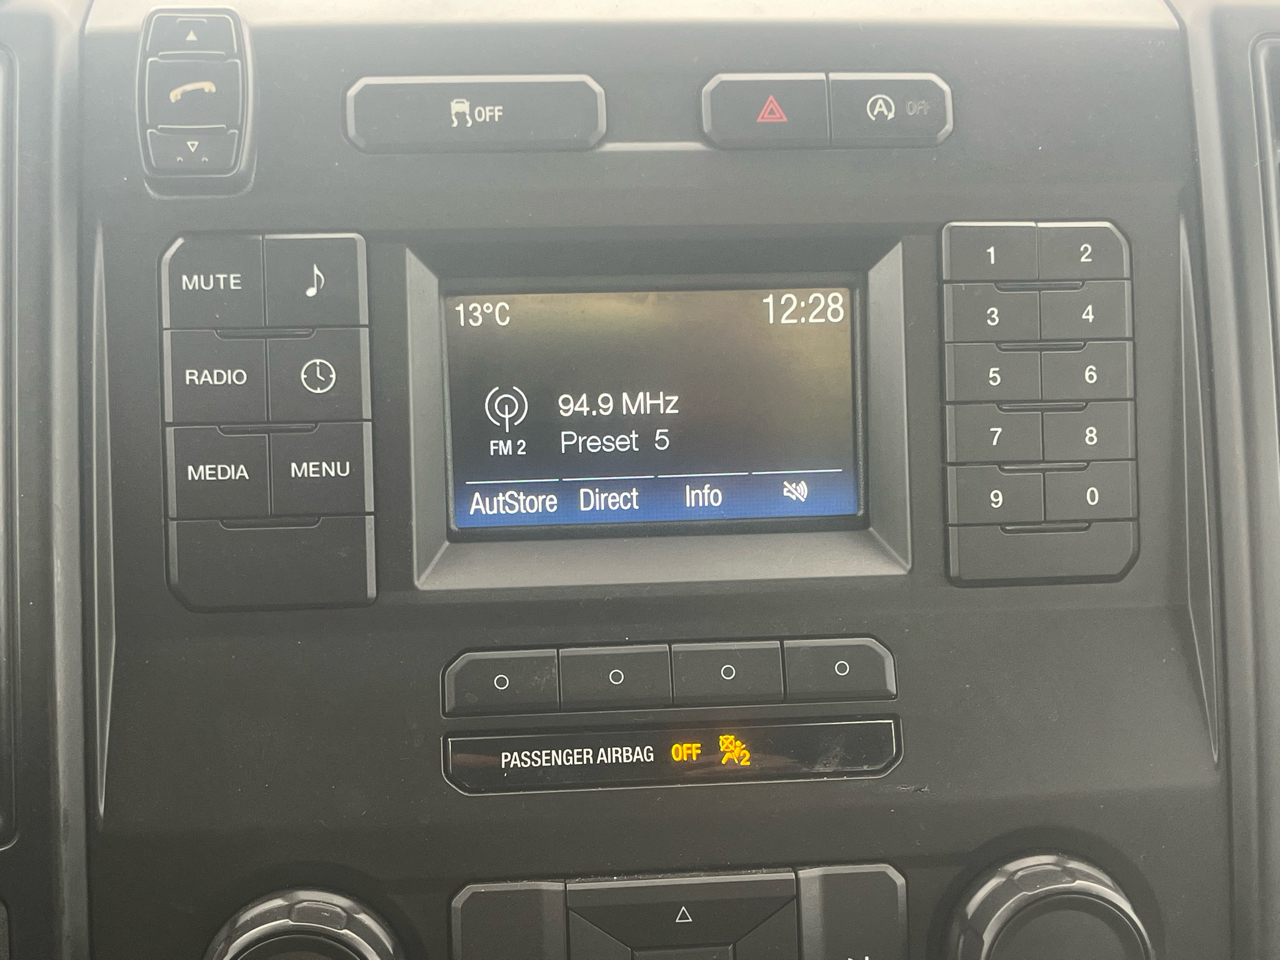 OFF
A OFF
MUTE
RADIO
MEDIA MENU
13°C 12:28
94.9 MHz
FM 2 Preset 5
AutStore Direct Info
1 2
3 4
5 6
7 8
9 0
PASSENGER AIRBAG OFF 2